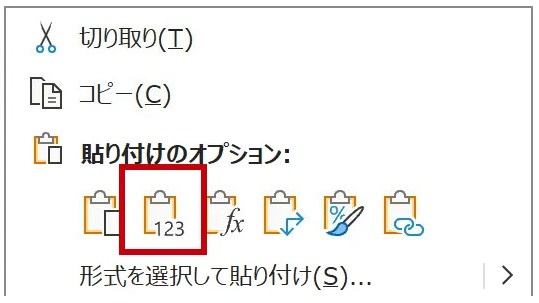 切り取り(T)
コピー(C)
貼り付けのオプション:
123 fx %
形式を選択して貼り付け(S)...